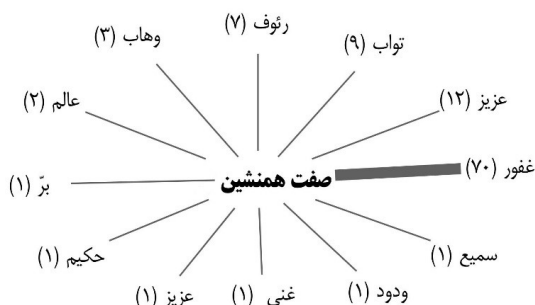 رئوف (۷)
تواب (۹)
وهاب (۳)
عزیز (۱۲)
عالم (۲)
غفور (۷۰)
صفت همنشین
برّ (۱)
سمیع (۱)
حکیم (۱)
ودود (۱)
غنی (۱)
عزیز (۱)